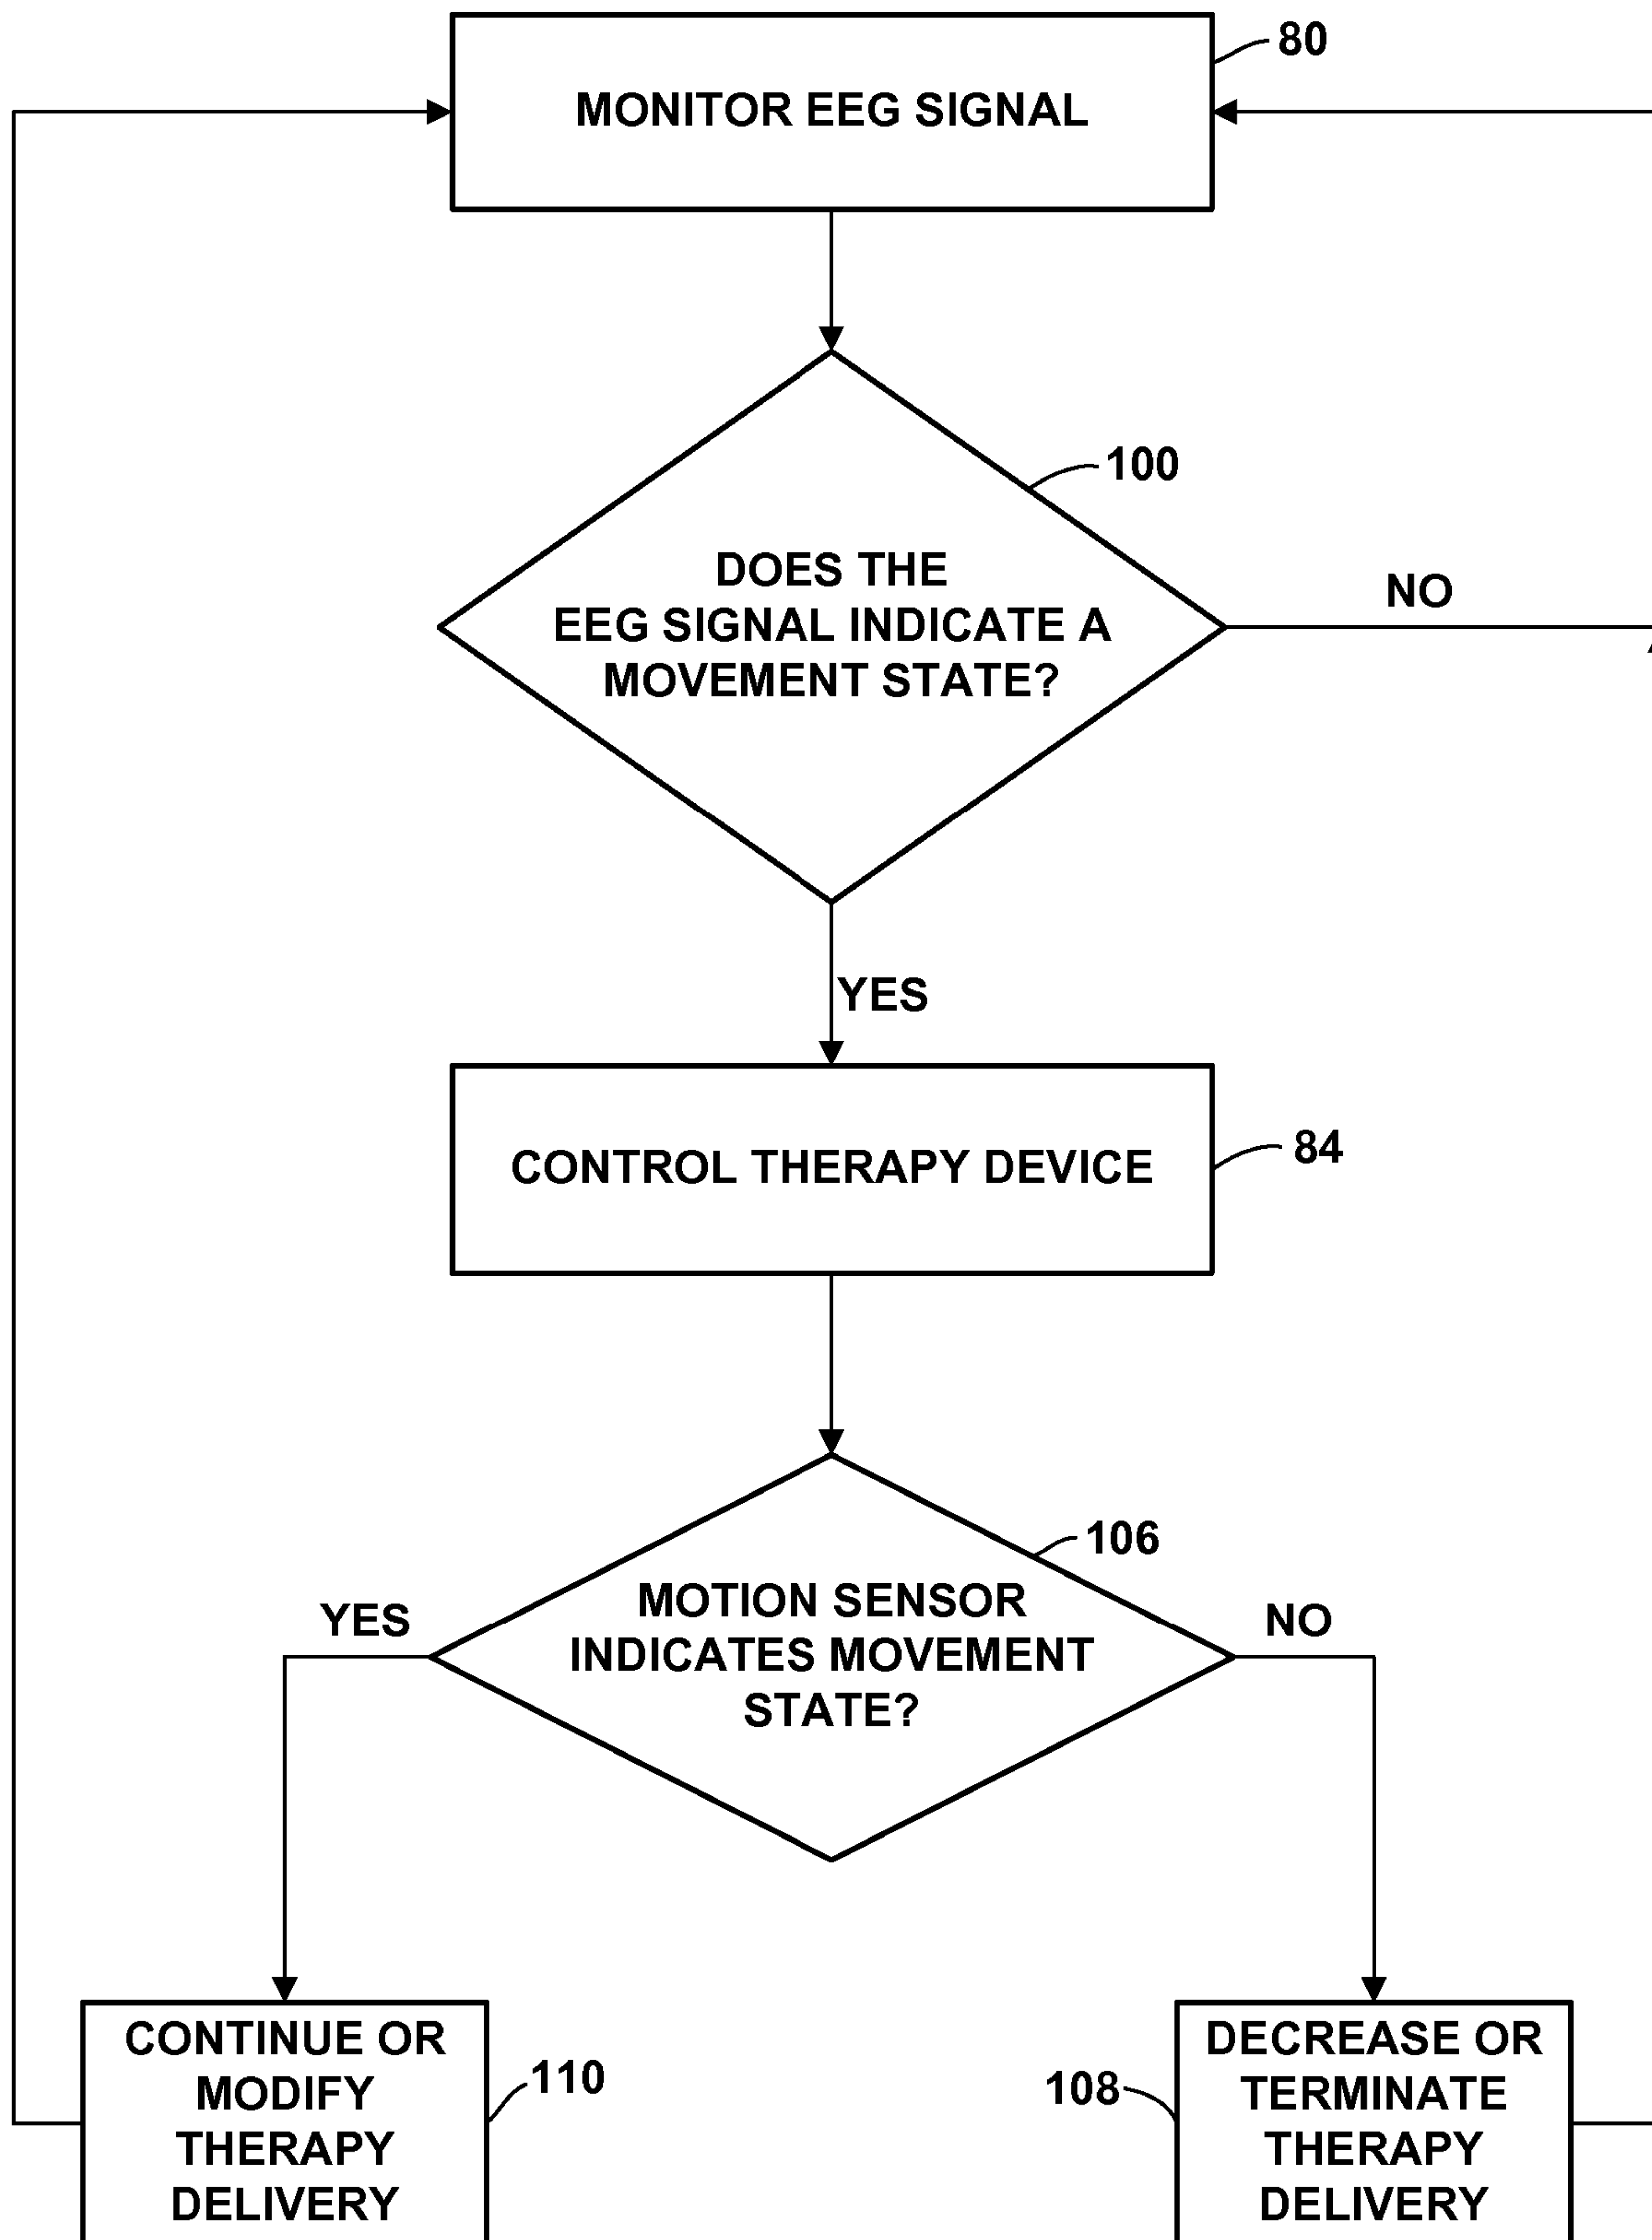 80
MONITOR EEG SIGNAL
100
DOES THE
EEG SIGNAL INDICATE A
MOVEMENT STATE?
NO
YES
CONTROL THERAPY DEVICE
84
106
MOTION SENSOR
INDICATES MOVEMENT
STATE?
YES
NO
CONTINUE OR
MODIFY
THERAPY
DELIVERY
110
108
DECREASE OR
TERMINATE
THERAPY
DELIVERY